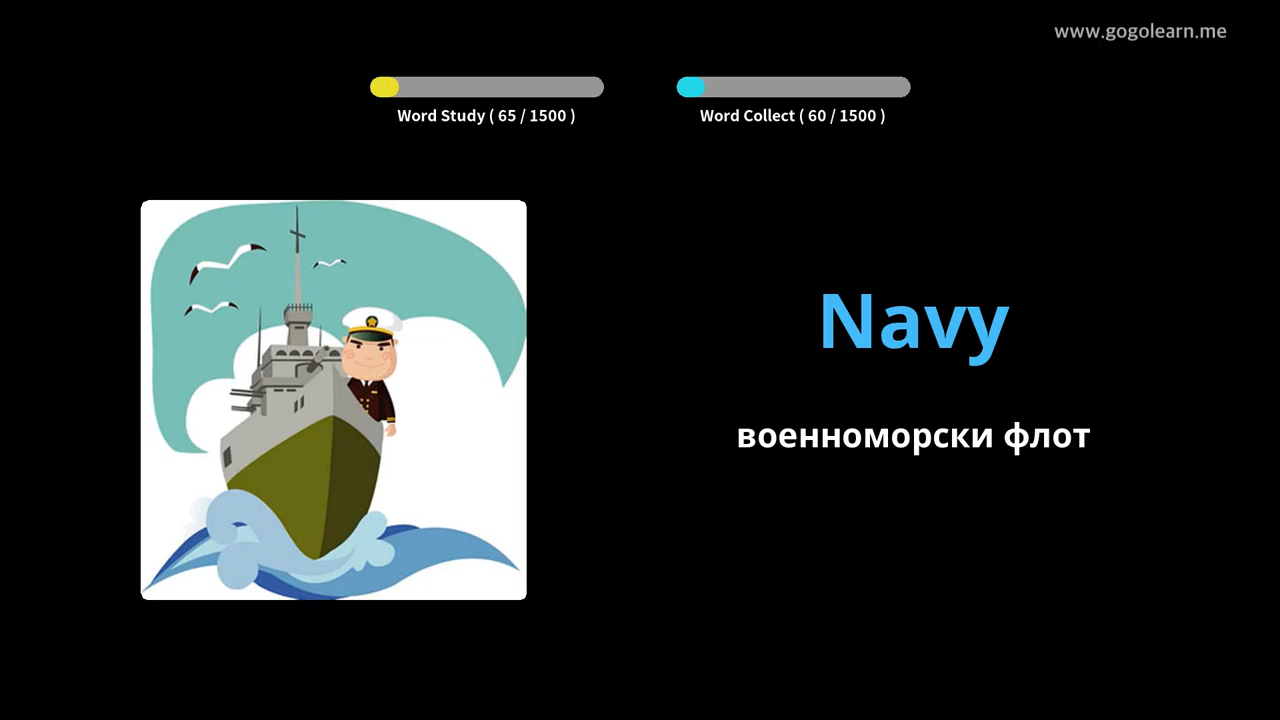 www.gogolearn.me
Word Study ( 65 / 1500 )
Word Collect ( 60 / 1500 )
Navy
военноморски флот